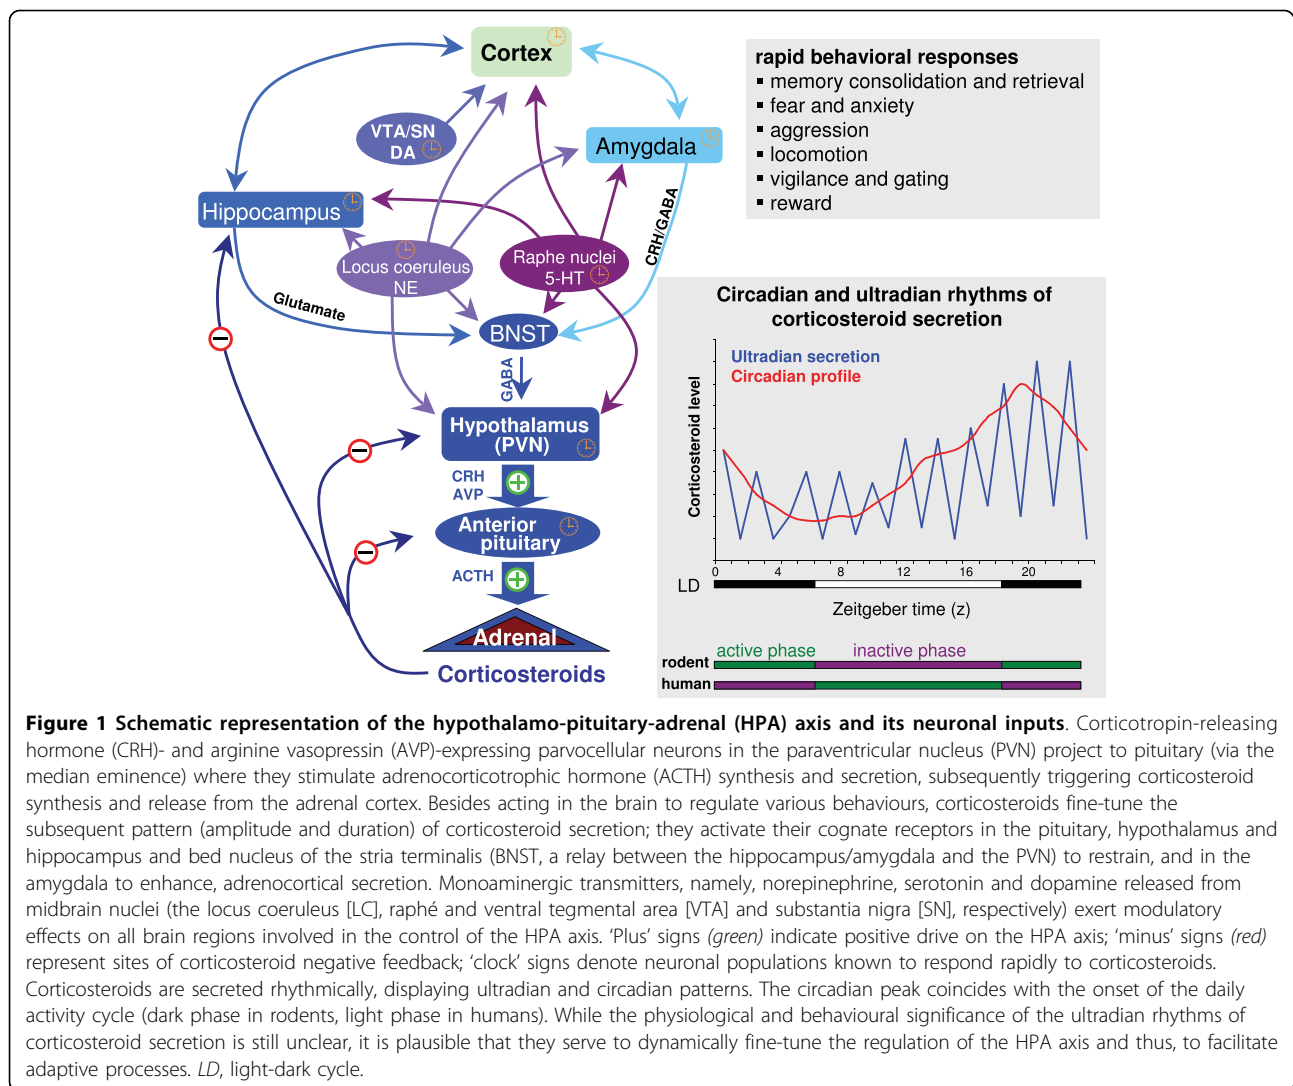 Cortex
VTA/SN
DA
Amygdala
Hippocampus
CRH/GABA
Locus coeruleus
NE
Raphe nuclei
5-HT
Glutamate
BNST
GABA
Hypothalamus
(PVN)
CRH
AVP
Anterior
pituitary
ACTH
Adrenal
Corticosteroids
rapid behavioral responses
▪ memory consolidation and retrieval
▪ fear and anxiety
▪ aggression
▪ locomotion
▪ vigilance and gating
▪ reward
Circadian and ultradian rhythms of
corticosteroid secretion
Ultradian secretion
Circadian profile
Corticosteroid level
0 4 8 12 16 20
LD
Zeitgeber time (z)
active phase inactive phase
rodent
human
Figure 1 Schematic representation of the hypothalamo-pituitary-adrenal (HPA) axis and its neuronal inputs. Corticotropin-releasing
hormone (CRH)- and arginine vasopressin (AVP)-expressing parvocellular neurons in the paraventricular nucleus (PVN) project to pituitary (via the
median eminence) where they stimulate adrenocorticotrophic hormone (ACTH) synthesis and secretion, subsequently triggering corticosteroid
synthesis and release from the adrenal cortex. Besides acting in the brain to regulate various behaviours, corticosteroids fine-tune the
subsequent pattern (amplitude and duration) of corticosteroid secretion; they activate their cognate receptors in the pituitary, hypothalamus and
hippocampus and bed nucleus of the stria terminalis (BNST, a relay between the hippocampus/amygdala and the PVN) to restrain, and in the
amygdala to enhance, adrenocortical secretion. Monoaminergic transmitters, namely, norepinephrine, serotonin and dopamine released from
midbrain nuclei (the locus coeruleus [LC], raphé and ventral tegmental area [VTA] and substantia nigra [SN], respectively) exert modulatory
effects on all brain regions involved in the control of the HPA axis. ‘Plus’ signs (green) indicate positive drive on the HPA axis; ‘minus’ signs (red)
represent sites of corticosteroid negative feedback; ‘clock’ signs denote neuronal populations known to respond rapidly to corticosteroids.
Corticosteroids are secreted rhythmically, displaying ultradian and circadian patterns. The circadian peak coincides with the onset of the daily
activity cycle (dark phase in rodents, light phase in humans). While the physiological and behavioural significance of the ultradian rhythms of
corticosteroid secretion is still unclear, it is plausible that they serve to dynamically fine-tune the regulation of the HPA axis and thus, to facilitate
adaptive processes. LD, light-dark cycle.